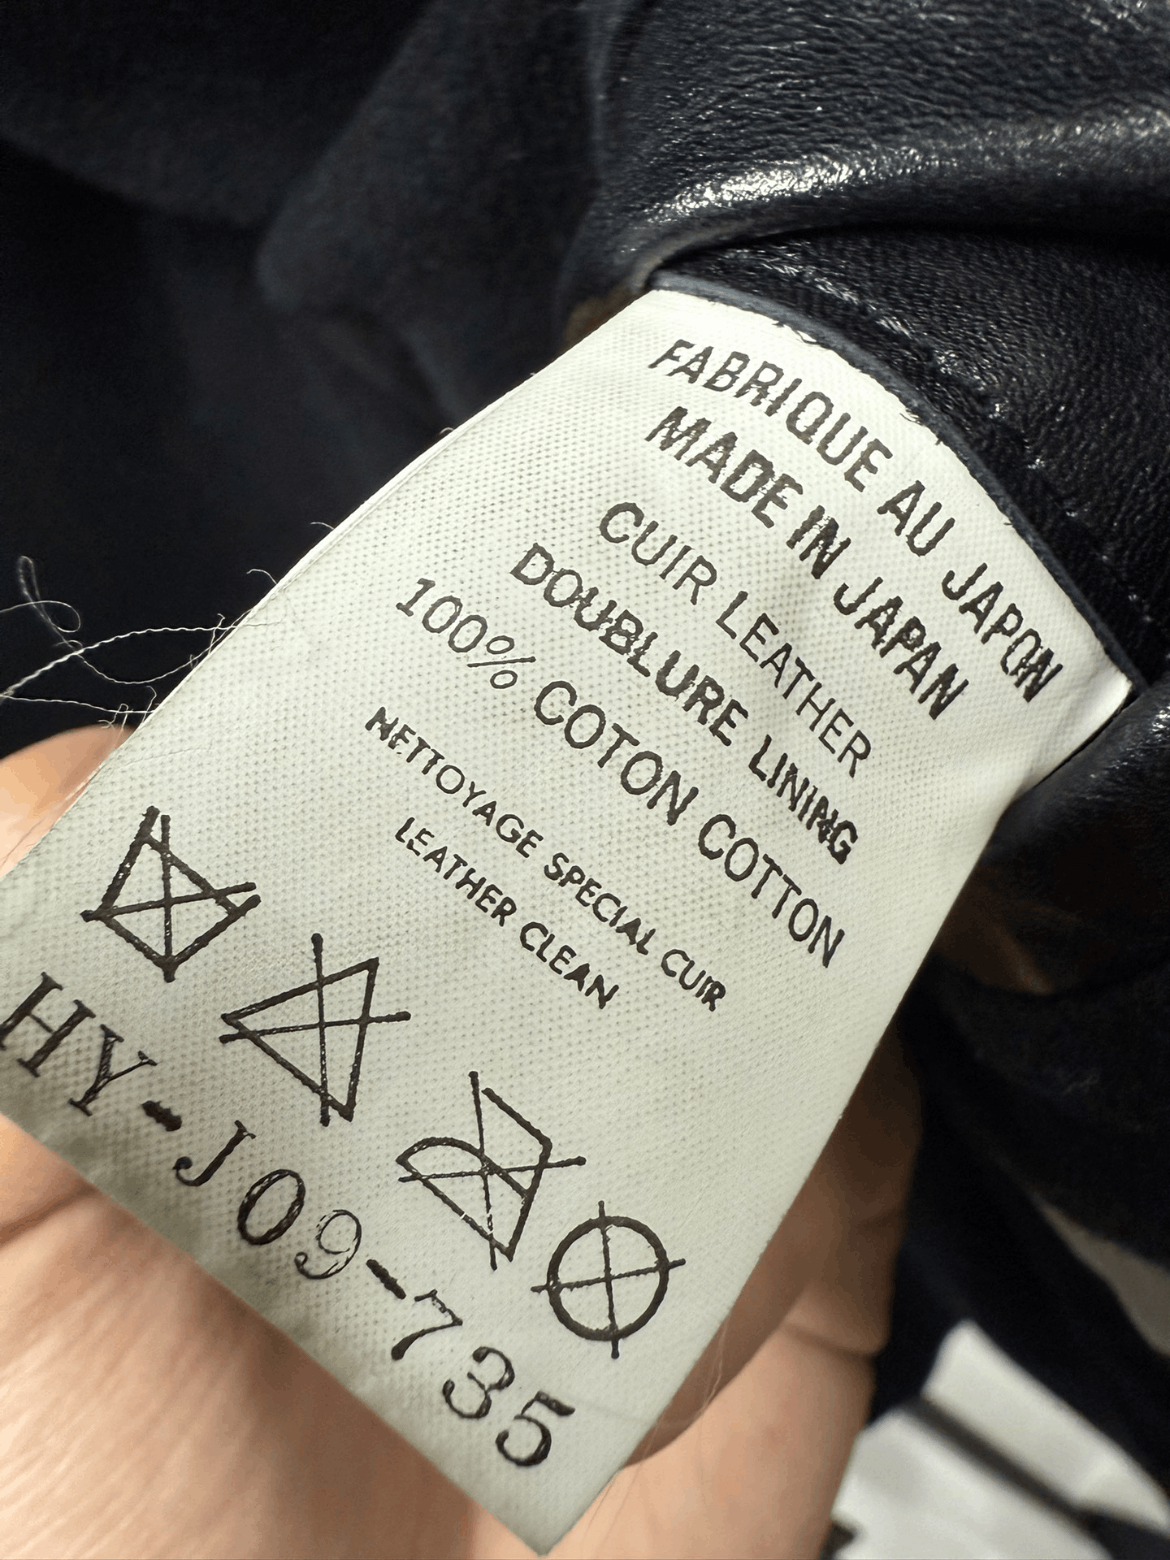 FABRIQUE AU JAPON
MADE IN JAPAN
CUIR LEATHER
DOUBLURE LINING
100% COTON COTTON
NETTOYAGE SPECIAL CUIR
LEATHER CLEAN
HY-J09-735